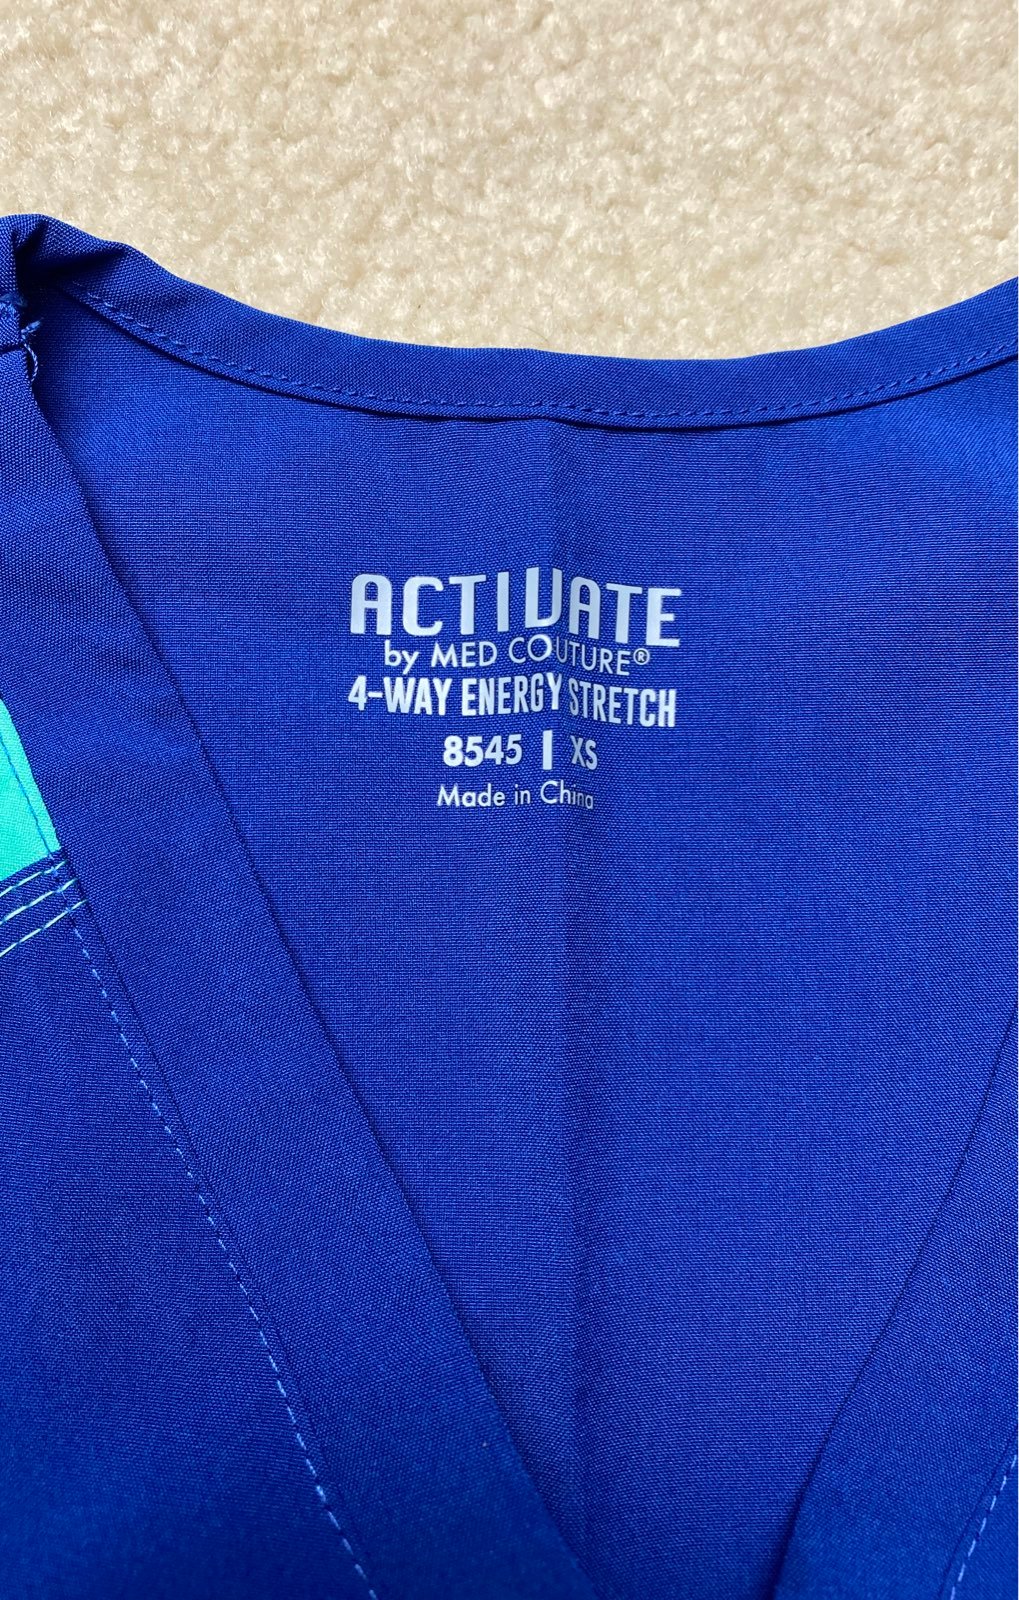 ACTIVATE
by MED COUTURE®
4-WAY ENERGY STRETCH
8545 | XS
Made in China